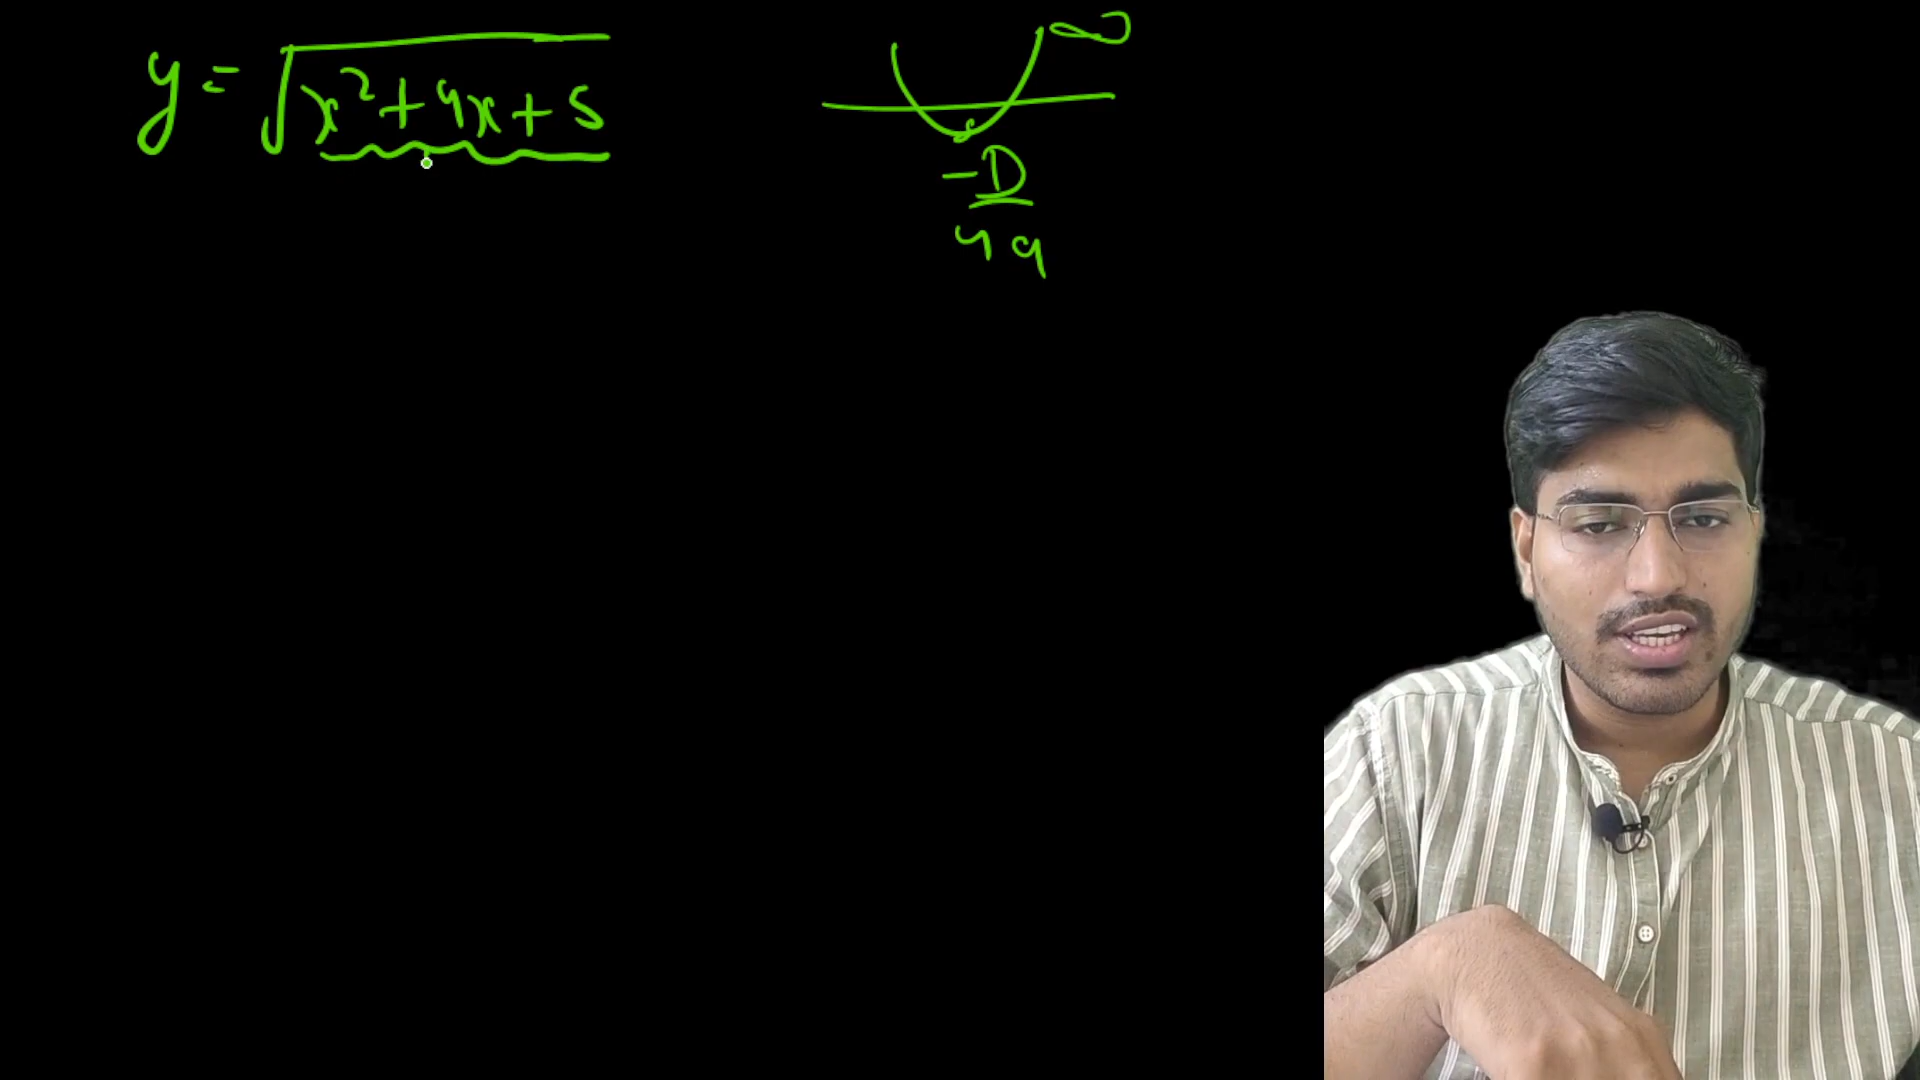 y = √x²+4x+5
∞
-D
4a